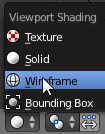 Viewport Shading
Texture
Solid
Wireframe
Bounding Box